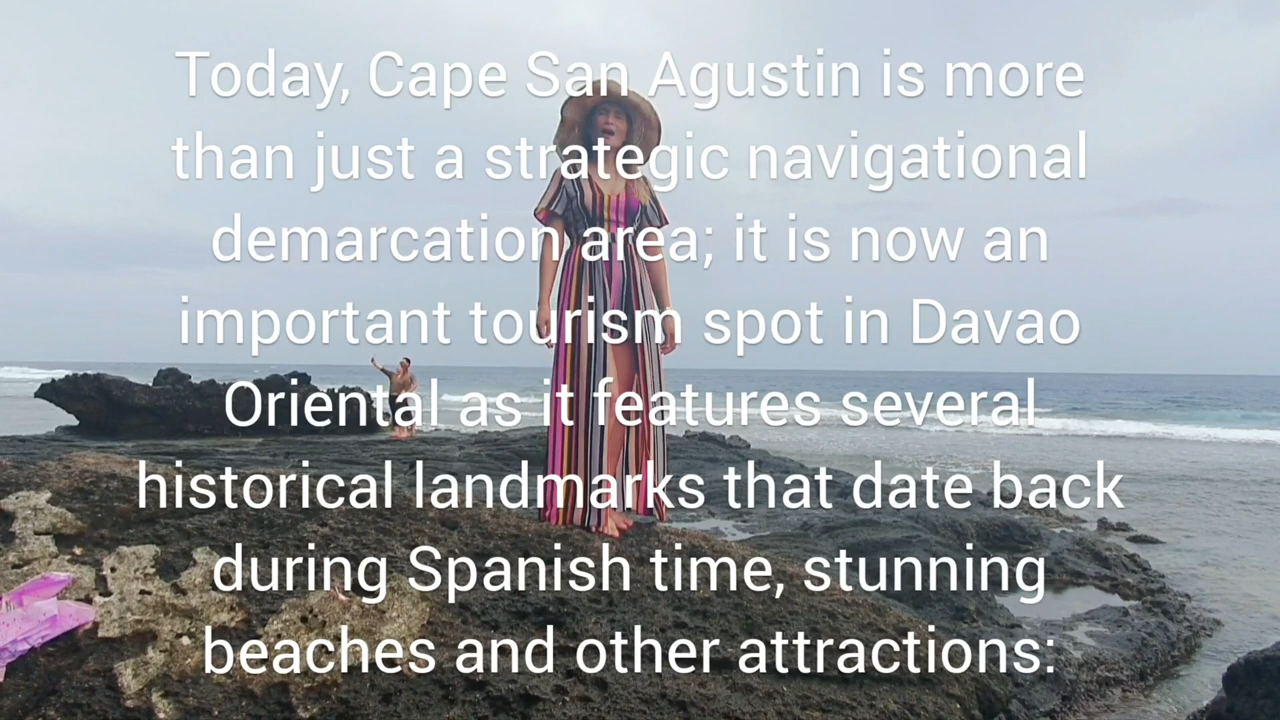 Today, Cape San Agustin is more
than just a strategic navigational
demarcation area; it is now an
important tourism spot in Davao
Oriental as it features several
historical landmarks that date back
during Spanish time, stunning
beaches and other attractions: